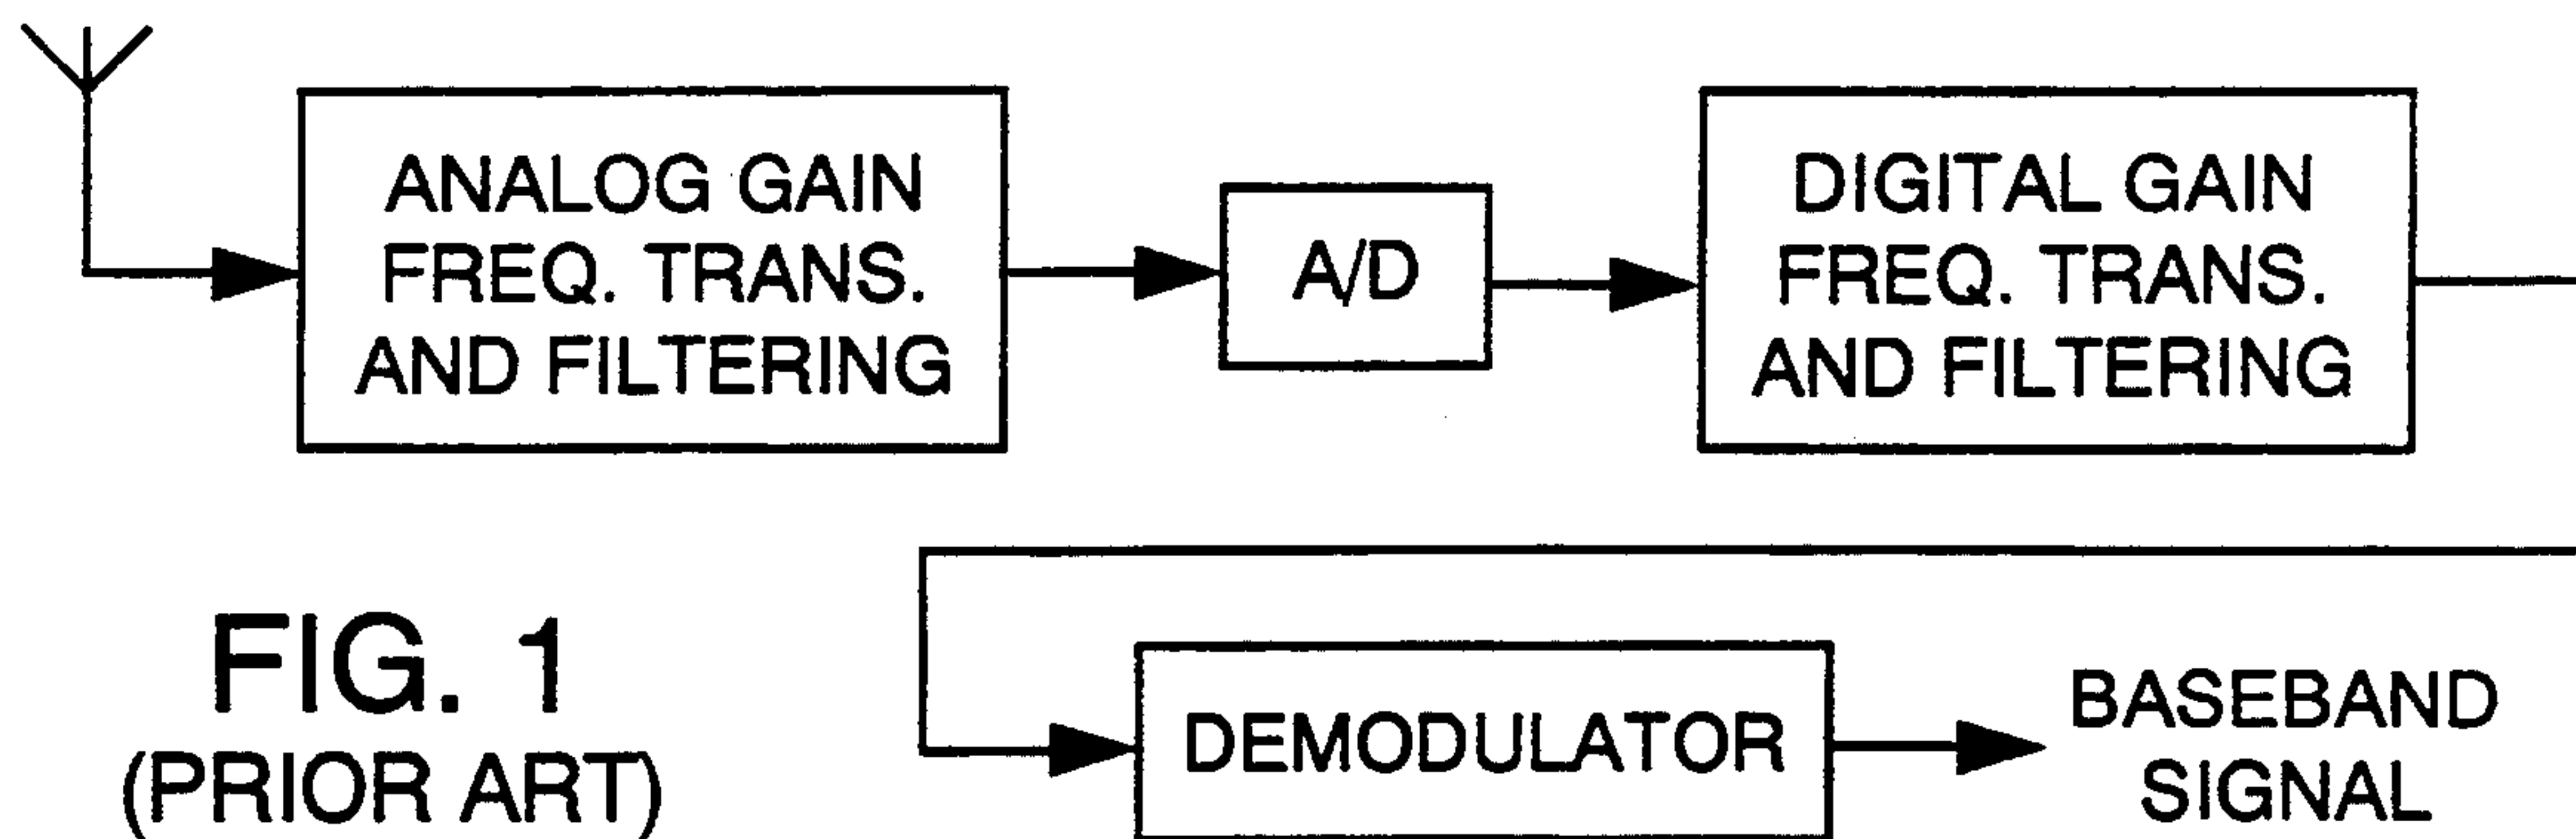 ANALOG GAIN
FREQ. TRANS.
AND FILTERING
A/D
DIGITAL GAIN
FREQ. TRANS.
AND FILTERING
DEMODULATOR
BASEBAND
SIGNAL
FIG. 1
(PRIOR ART)